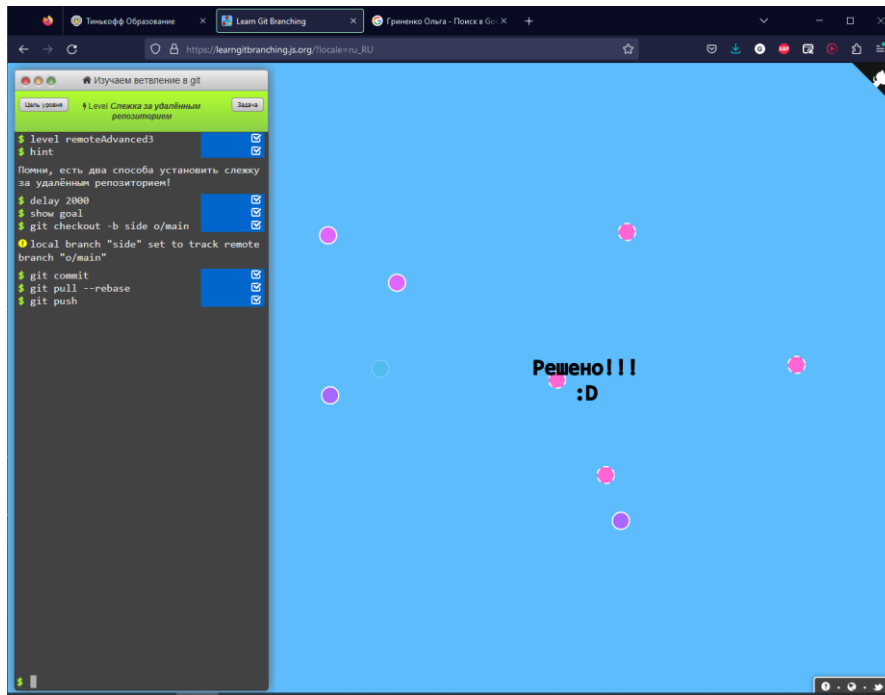 Тинькофф Образование
Learn Git Branching
Гриненко Ольга - Поиск в Goo
https://learngitbranching.js.org/?locale=ru_RU
Изучаем ветвление в git
Цель уровня
Level Слежка за удалённым репозиторием
Задача
$ level remoteAdvanced3
$ hint
Помни, есть два способа установить слежку
за удалённым репозиторием!
$ delay 2000
$ show goal
$ git checkout -b side o/main
local branch "side" set to track remote
branch "o/main"
$ git commit
$ git pull --rebase
$ git push
$
Решено!!!
:D